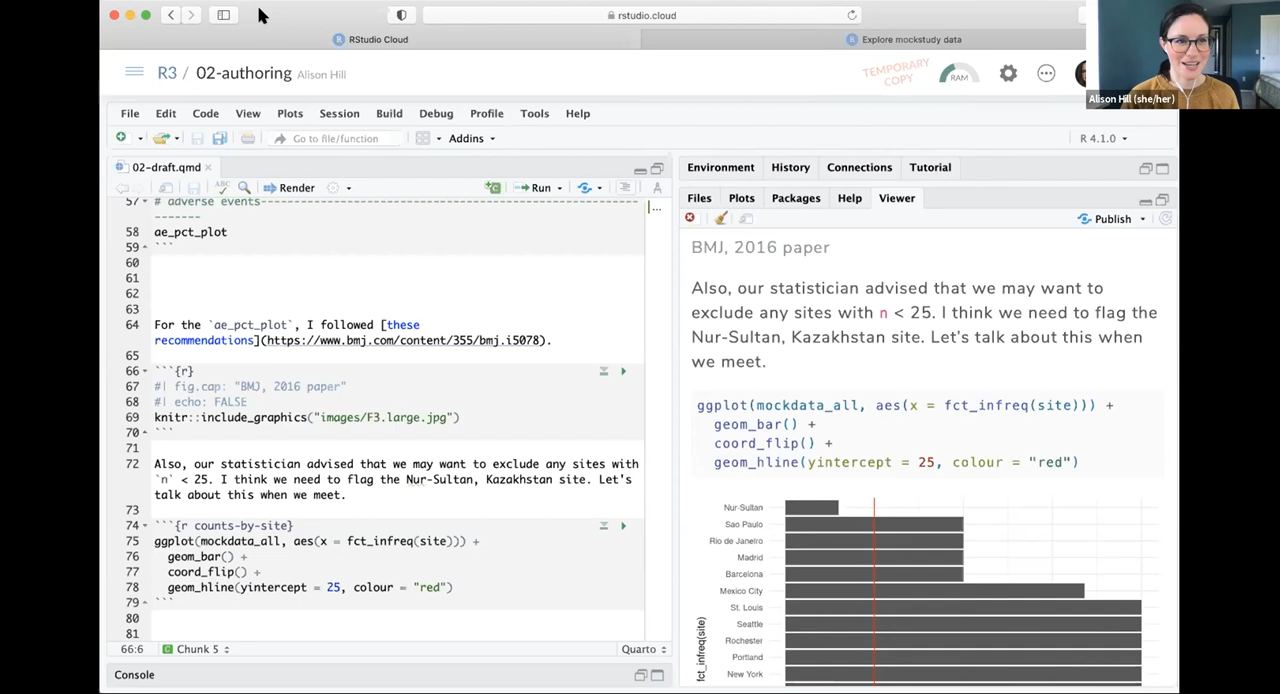 rstudio.cloud
RStudio Cloud
Explore mockstudy data
R3 / 02-authoring Alison Hill
TEMPORARY COPY
RAM
Alison Hill (she/her)
File Edit Code View Plots Session Build Debug Profile Tools Help
Go to file/function
Addins
R 4.1.0
02-draft.qmd
Render
Run
57 # adverse events--------------------------------------------------------------
-------
58 ae_pct_plot
59 ```
60
61
62
63
64 For the `ae_pct_plot`, I followed [these
recommendations](https://www.bmj.com/content/355/bmj.i5078).
65
66 ```{r}
67 #| fig.cap: "BMJ, 2016 paper"
68 #| echo: FALSE
69 knitr::include_graphics("images/F3.large.jpg")
70 ```
71
72 Also, our statistician advised that we may want to exclude any sites with
`n` < 25. I think we need to flag the Nur-Sultan, Kazakhstan site. Let's
talk about this when we meet.
73
74 ```{r counts-by-site}
75 ggplot(mockdata_all, aes(x = fct_infreq(site))) +
76 geom_bar() +
77 coord_flip() +
78 geom_hline(yintercept = 25, colour = "red")
79 ```
80
81
66:6 Chunk 5
Quarto
Console
Environment History Connections Tutorial
Files Plots Packages Help Viewer
Publish
BMJ, 2016 paper
Also, our statistician advised that we may want to
exclude any sites with n < 25. I think we need to flag the
Nur-Sultan, Kazakhstan site. Let's talk about this when
we meet.
ggplot(mockdata_all, aes(x = fct_infreq(site))) +
geom_bar() +
coord_flip() +
geom_hline(yintercept = 25, colour = "red")
Nur-Sultan
Sao Paulo
Rio de Janeiro
Madrid
Barcelona
Mexico City
St. Louis
Seattle
Rochester
Portland
New York
fct_infreq(site)